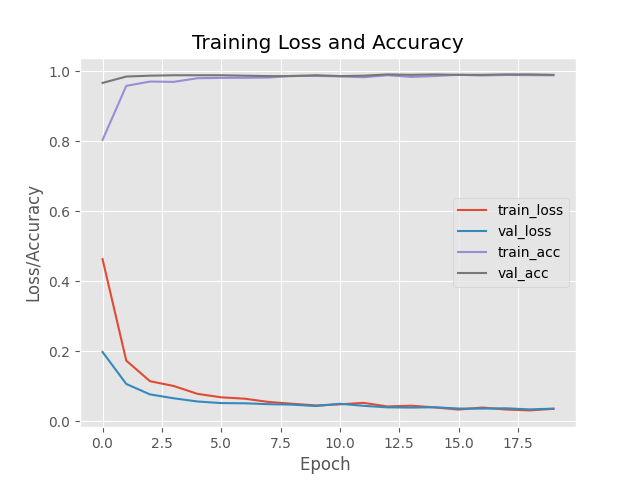 Training Loss and Accuracy
Loss/Accuracy
1.0
0.8
0.6
0.4
0.2
0.0
train_loss
val_loss
train_acc
val_acc
0.0 2.5 5.0 7.5 10.0 12.5 15.0 17.5
Epoch